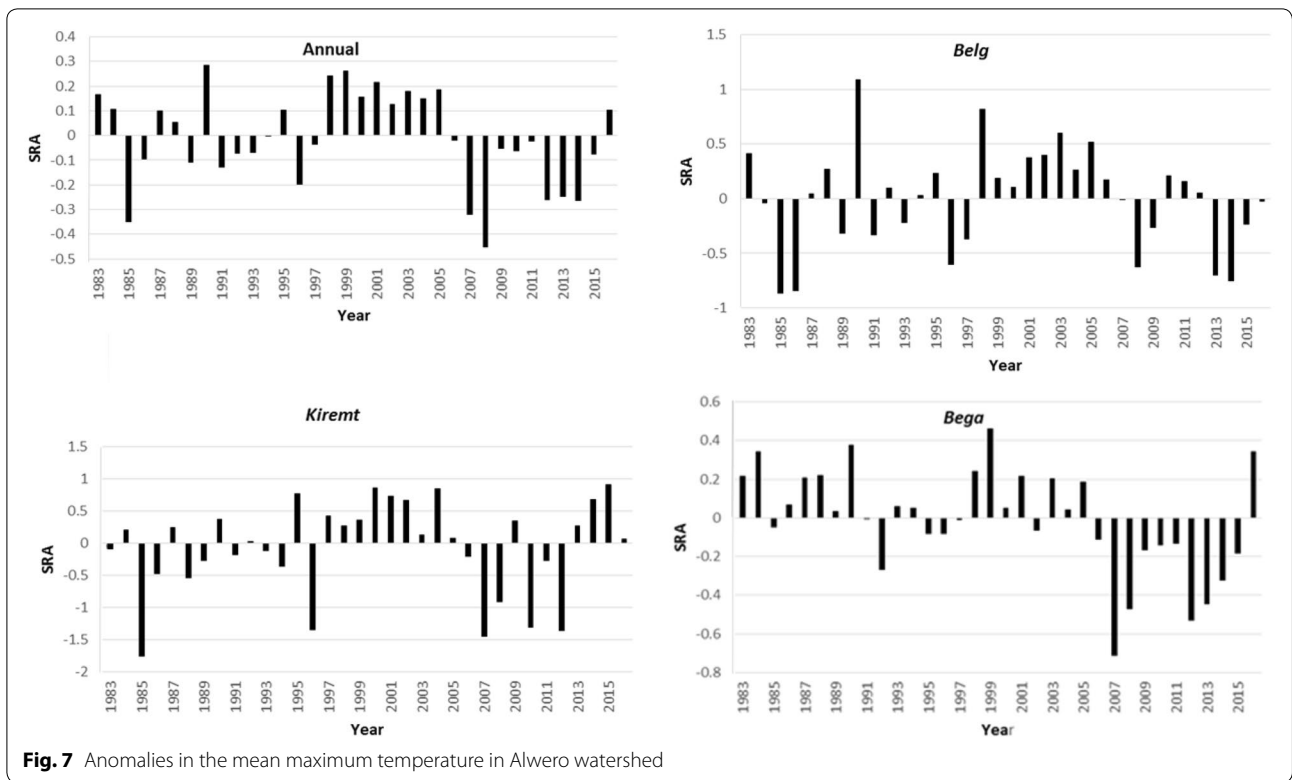 Annual
0.4
0.3
0.2
0.1
0
-0.1
-0.2
-0.3
-0.4
-0.5
SRA
1983 1985 1987 1989 1991 1993 1995 1997 1999 2001 2003 2005 2007 2009 2011 2013 2015
Year
Belg
1.5
1
0.5
0
-0.5
-1
SRA
1983 1985 1987 1989 1991 1993 1995 1997 1999 2001 2003 2005 2007 2009 2011 2013 2015
Year
Kiremt
1.5
1
0.5
0
-0.5
-1
-1.5
-2
SRA
1983 1985 1987 1989 1991 1993 1995 1997 1999 2001 2003 2005 2007 2009 2011 2013 2015
Year
Bega
0.6
0.4
0.2
0
-0.2
-0.4
-0.6
-0.8
SRA
1983 1985 1987 1989 1991 1993 1995 1997 1999 2001 2003 2005 2007 2009 2011 2013 2015
Year
Fig. 7 Anomalies in the mean maximum temperature in Alwero watershed